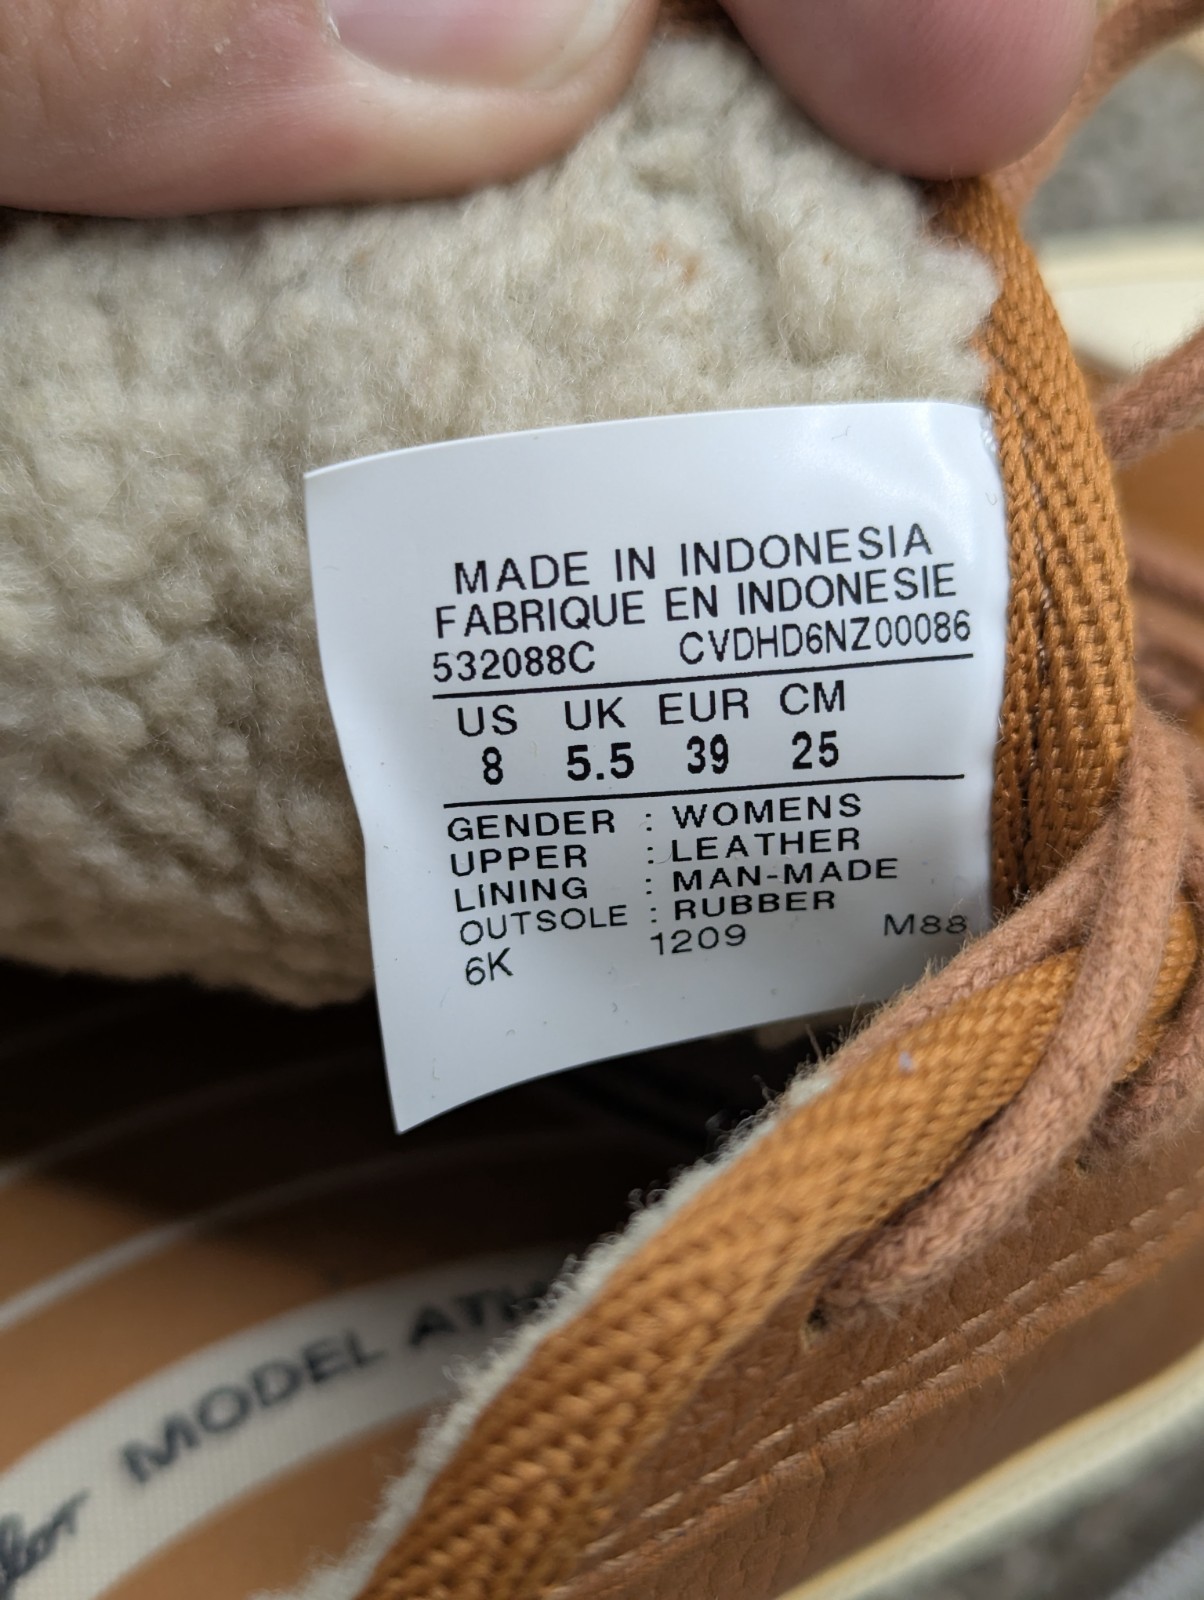 MADE IN INDONESIA
FABRIQUE EN INDONESIE
532088C CVDHD6NZ00086
US UK EUR CM
8 5.5 39 25
GENDER : WOMENS
UPPER : LEATHER
LINING : MAN-MADE
OUTSOLE : RUBBER
6K 1209 M88
MODEL